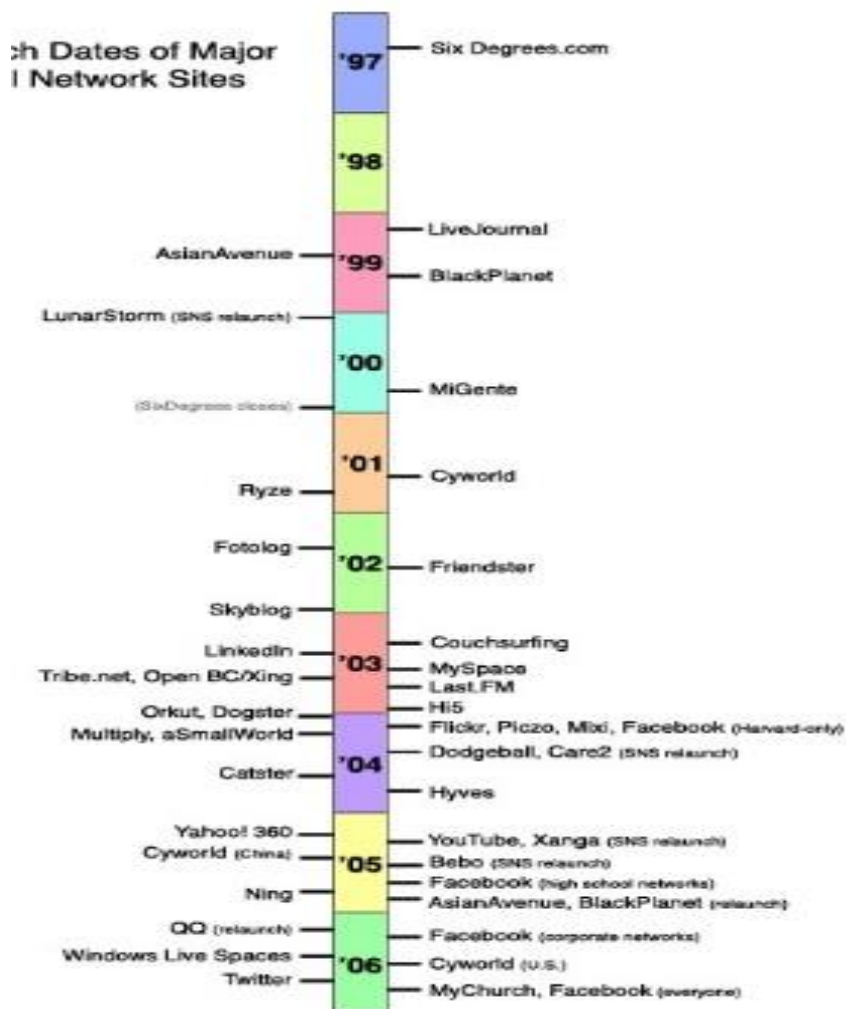 ch Dates of Major
l Network Sites
'97
Six Degrees.com
'98
LiveJournal
AsianAvenue
'99
BlackPlanet
LunarStorm (SNS relaunch)
'00
MiGente
(SixDegrees closes)
'01
Cyworld
Ryze
Fotolog
'02
Friendster
Skyblog
Couchsurfing
LinkedIn
'03
MySpace
Tribe.net, Open BC/Xing
Last.FM
Hi5
Orkut, Dogster
Flickr, Piczo, Mixi, Facebook (Harvard-only)
Multiply, aSmallWorld
Dodgeball, Care2 (SNS relaunch)
'04
Catster
Hyves
Yahoo! 360
YouTube, Xanga (SNS relaunch)
Cyworld (China)
'05
Bebo (SNS relaunch)
Facebook (high school networks)
Ning
AsianAvenue, BlackPlanet (relaunch)
QQ (relaunch)
Facebook (corporate networks)
Windows Live Spaces
'06
Cyworld (U.S.)
Twitter
MyChurch, Facebook (everyone)